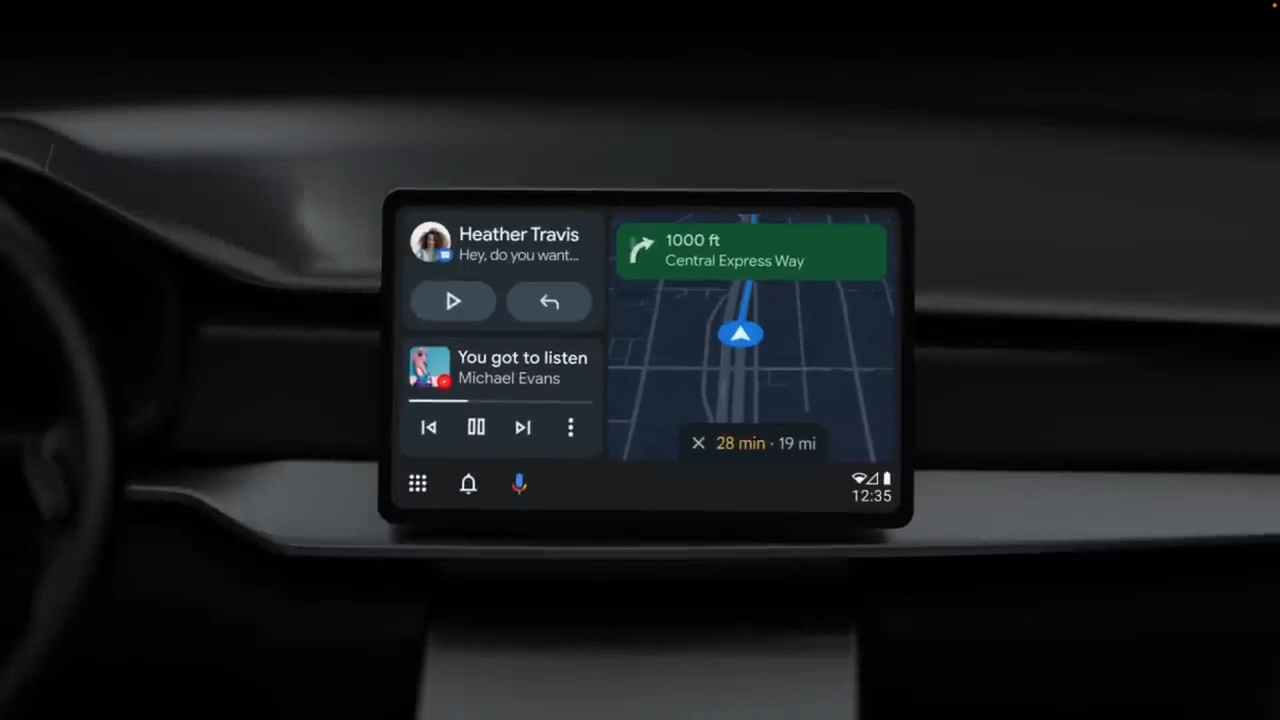 Heather Travis
Hey, do you want...
You got to listen
Michael Evans
1000 ft
Central Express Way
28 min · 19 mi
12:35